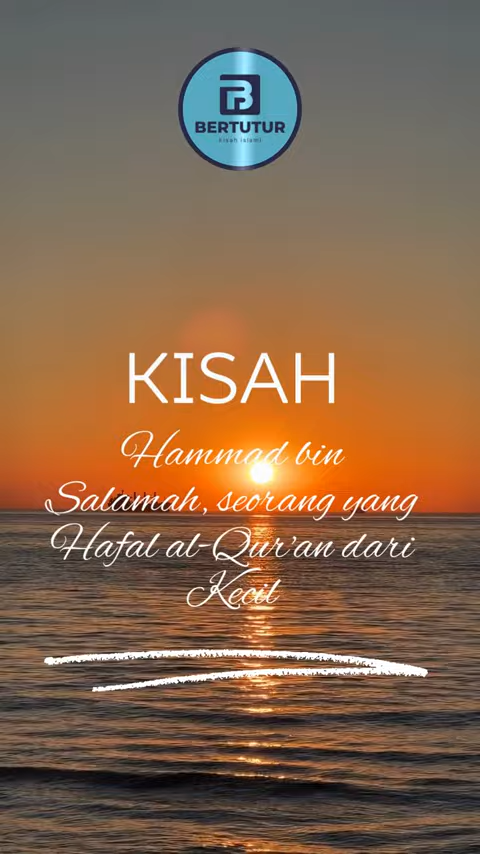 BERTUTUR
kisah islami
KISAH
Hammad bin
Salamah, seorang yang
Hafal al-Qur'an dari
Kecil